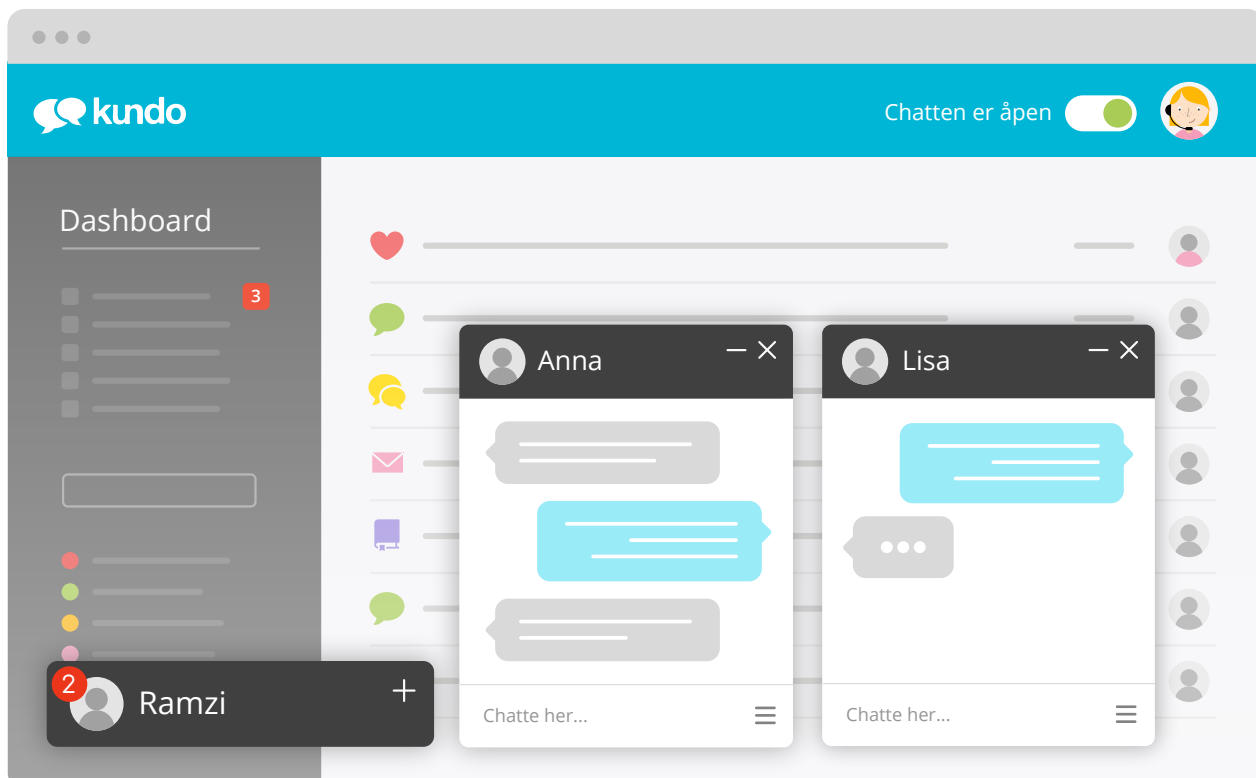 kundo
Chatten er åpen
Dashboard
3
Anna
Lisa
2
Ramzi
Chatte her...
Chatte her...